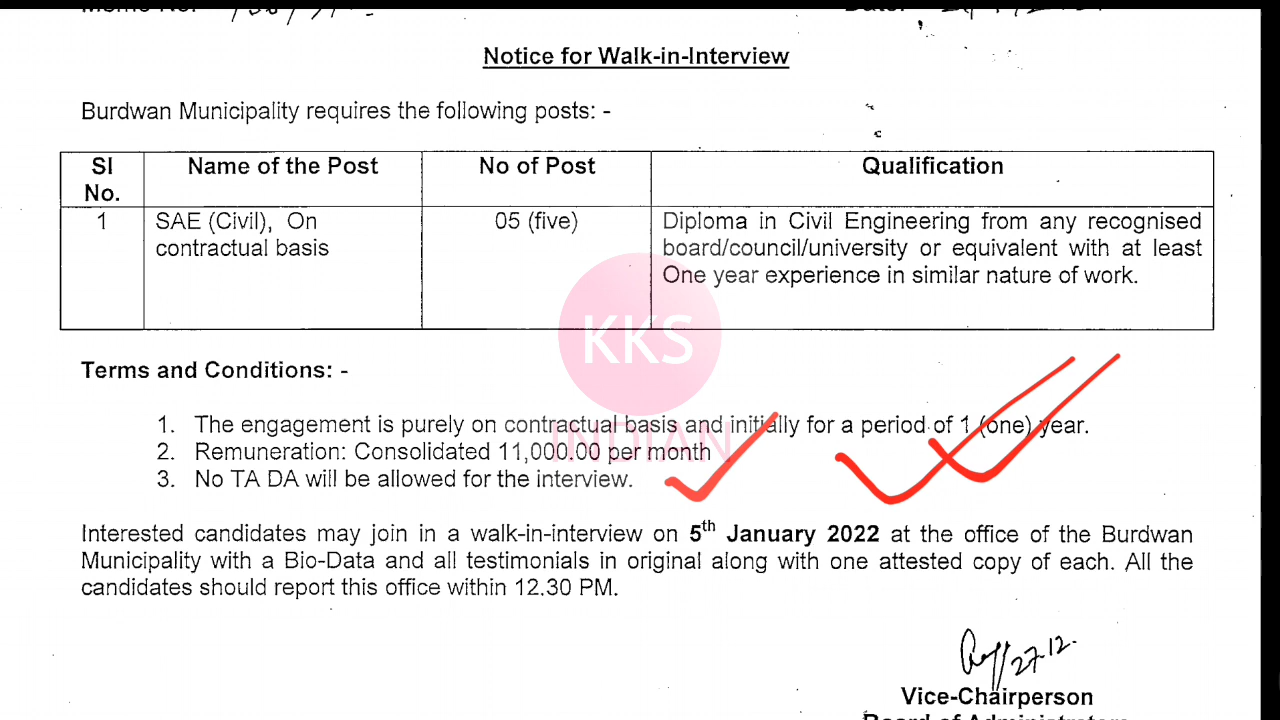 Memo No.
Date:
Notice for Walk-in-Interview
Burdwan Municipality requires the following posts: -
Sl No. Name of the Post No of Post Qualification
1 SAE (Civil), On contractual basis 05 (five) Diploma in Civil Engineering from any recognised
board/council/university or equivalent with at least
One year experience in similar nature of work.
KKS
INDIAN
Terms and Conditions: -
1. The engagement is purely on contractual basis and initially for a period of 1 (one) year.
2. Remuneration: Consolidated 11,000.00 per month
3. No TA DA will be allowed for the interview.
Interested candidates may join in a walk-in-interview on 5th January 2022 at the office of the Burdwan
Municipality with a Bio-Data and all testimonials in original along with one attested copy of each. All the
candidates should report this office within 12.30 PM.
27.12.
Vice-Chairperson
Board of Administrators